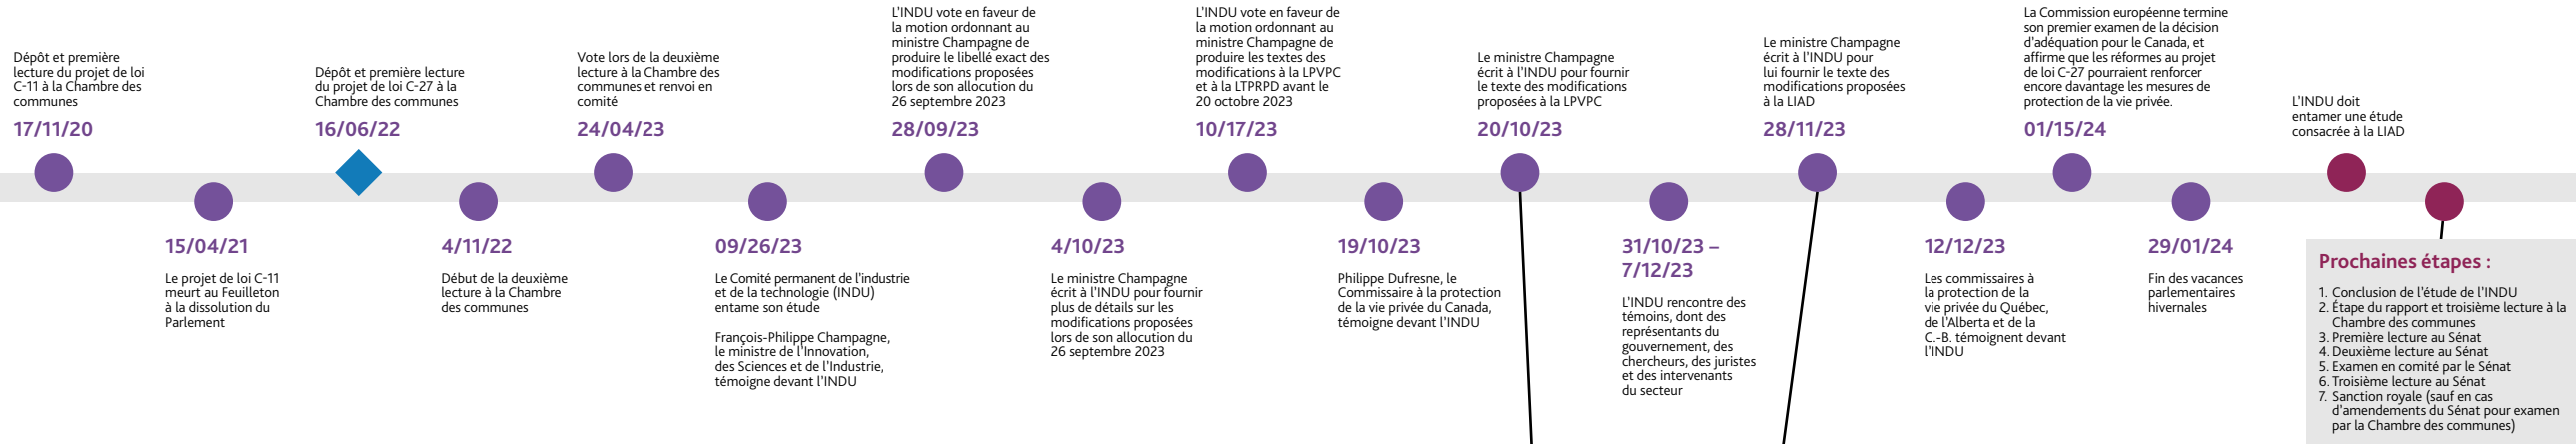 Dépôt et première
lecture du projet de loi
C-11 à la Chambre des
communes
17/11/20
15/04/21
Le projet de loi C-11
meurt au Feuilleton
à la dissolution du
Parlement
Dépôt et première lecture
du projet de loi C-27 à la
Chambre des communes
16/06/22
4/11/22
Début de la deuxième
lecture à la Chambre
des communes
Vote lors de la deuxième
lecture à la Chambre des
communes et renvoi en
comité
24/04/23
09/26/23
Le Comité permanent de l'industrie
et de la technologie (INDU)
entame son étude
François-Philippe Champagne,
le ministre de l'Innovation,
des Sciences et de l'Industrie,
témoigne devant l'INDU
L'INDU vote en faveur de
la motion ordonnant au
ministre Champagne de
produire le libellé exact des
modifications proposées
lors de son allocution du
26 septembre 2023
28/09/23
4/10/23
Le ministre Champagne
écrit à l'INDU pour fournir
plus de détails sur les
modifications proposées
lors de son allocution du
26 septembre 2023
L'INDU vote en faveur de
la motion ordonnant au
ministre Champagne de
produire les textes des
modifications à la LPVPC
et à la LTPRPD avant le
20 octobre 2023
10/17/23
19/10/23
Philippe Dufresne, le
Commissaire à la protection
de la vie privée du Canada,
témoigne devant l'INDU
Le ministre Champagne
écrit à l'INDU pour fournir
le texte des modifications
proposées à la LPVPC
20/10/23
31/10/23 –
7/12/23
L'INDU rencontre des
témoins, dont des
représentants du
gouvernement, des
chercheurs, des juristes
et des intervenants
du secteur
Le ministre Champagne
écrit à l'INDU pour
lui fournir le texte des
modifications proposées
à la LIAD
28/11/23
12/12/23
Les commissaires à
la protection de la
vie privée du Québec,
de l'Alberta et de la
C.-B. témoignent devant
l'INDU
La Commission européenne termine
son premier examen de la décision
d'adéquation pour le Canada, et
affirme que les réformes au projet
de loi C-27 pourraient renforcer
encore davantage les mesures de
protection de la vie privée.
01/15/24
29/01/24
Fin des vacances
parlementaires
hivernales
L'INDU doit
entamer une étude
consacrée à la LIAD
Prochaines étapes :
1. Conclusion de l'étude de l'INDU
2. Étape du rapport et troisième lecture à la
Chambre des communes
3. Première lecture au Sénat
4. Deuxième lecture au Sénat
5. Examen en comité par le Sénat
6. Troisième lecture au Sénat
7. Sanction royale (sauf en cas
d'amendements du Sénat pour examen
par la Chambre des communes)